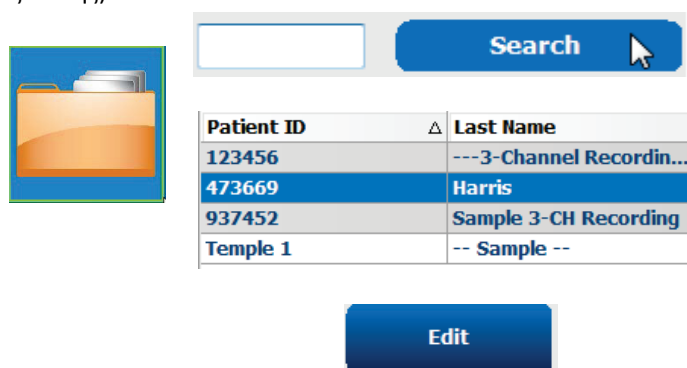 Search
Patient ID Last Name
123456 ---3-Channel Recordin...
473669 Harris
937452 Sample 3-CH Recording
Temple 1 -- Sample --
Edit